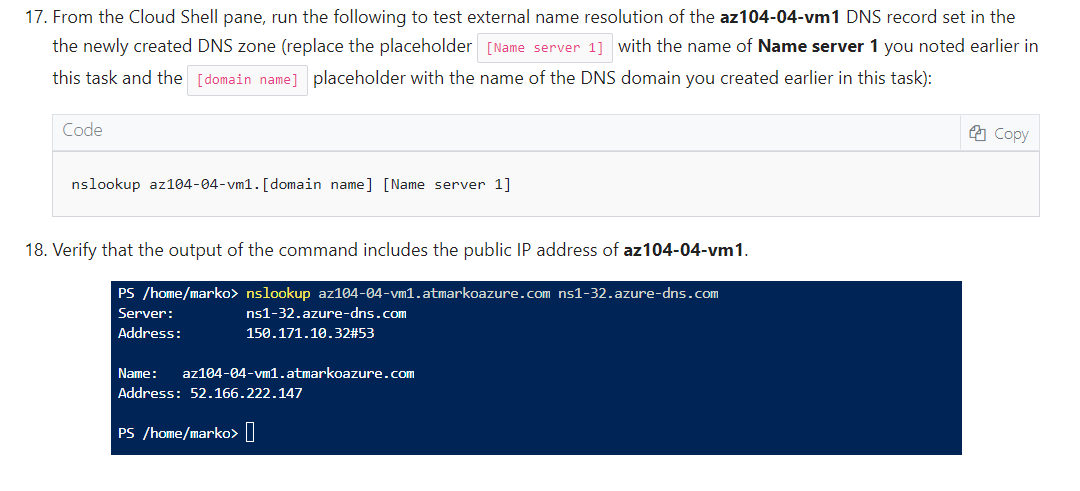 17. From the Cloud Shell pane, run the following to test external name resolution of the az104-04-vm1 DNS record set in the
the newly created DNS zone (replace the placeholder [Name server 1] with the name of Name server 1 you noted earlier in
this task and the [domain name] placeholder with the name of the DNS domain you created earlier in this task):
Code
Copy
nslookup az104-04-vm1.[domain name] [Name server 1]
18. Verify that the output of the command includes the public IP address of az104-04-vm1.
PS /home/marko> nslookup az104-04-vm1.atmarkoazure.com ns1-32.azure-dns.com
Server: ns1-32.azure-dns.com
Address: 150.171.10.32#53
Name: az104-04-vm1.atmarkoazure.com
Address: 52.166.222.147
PS /home/marko>